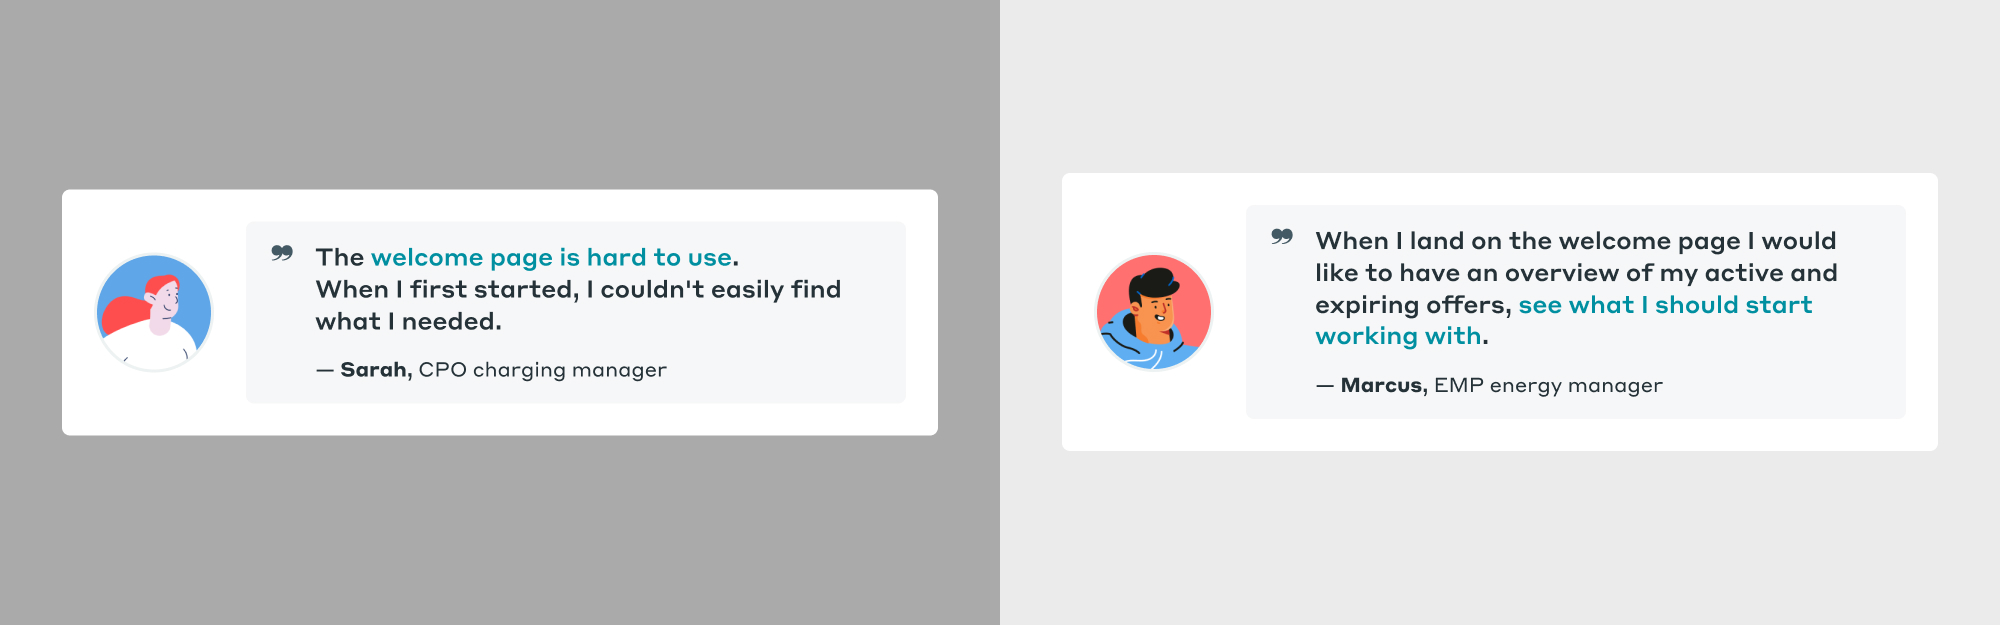 ” The welcome page is hard to use.
When I first started, I couldn't easily find
what I needed.
— Sarah, CPO charging manager
” When I land on the welcome page I would
like to have an overview of my active and
expiring offers, see what I should start
working with.
— Marcus, EMP energy manager